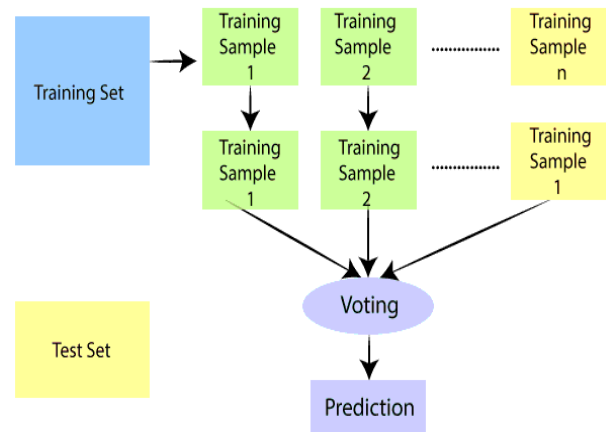 Training Set
Training
Sample
1
Training
Sample
2
Training
Sample
n
Training
Sample
1
Training
Sample
2
Training
Sample
1
Voting
Test Set
Prediction